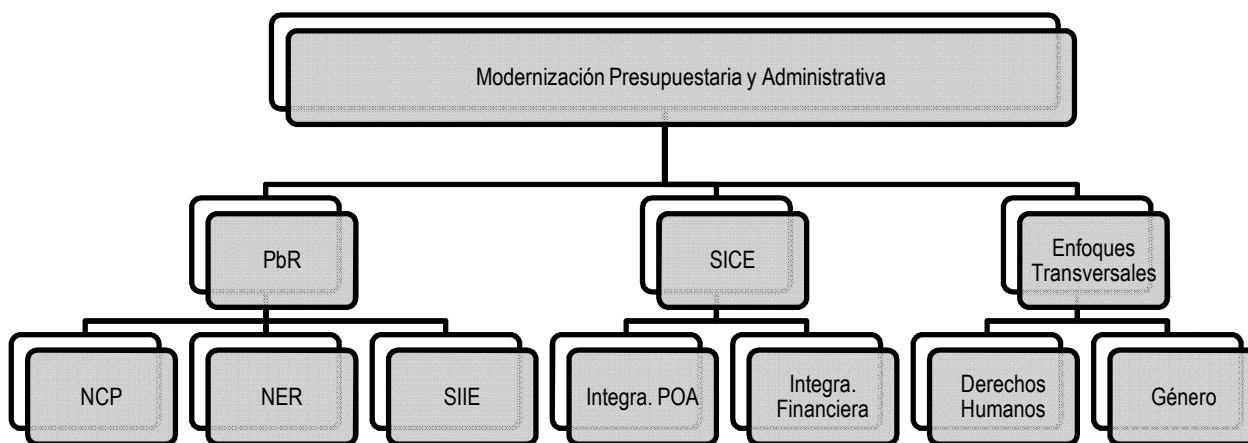 Modernización Presupuestaria y Administrativa
PbR
SICE
Enfoques
Transversales
NCP
NER
SIIE
Integra. POA
Integra.
Financiera
Derechos
Humanos
Género